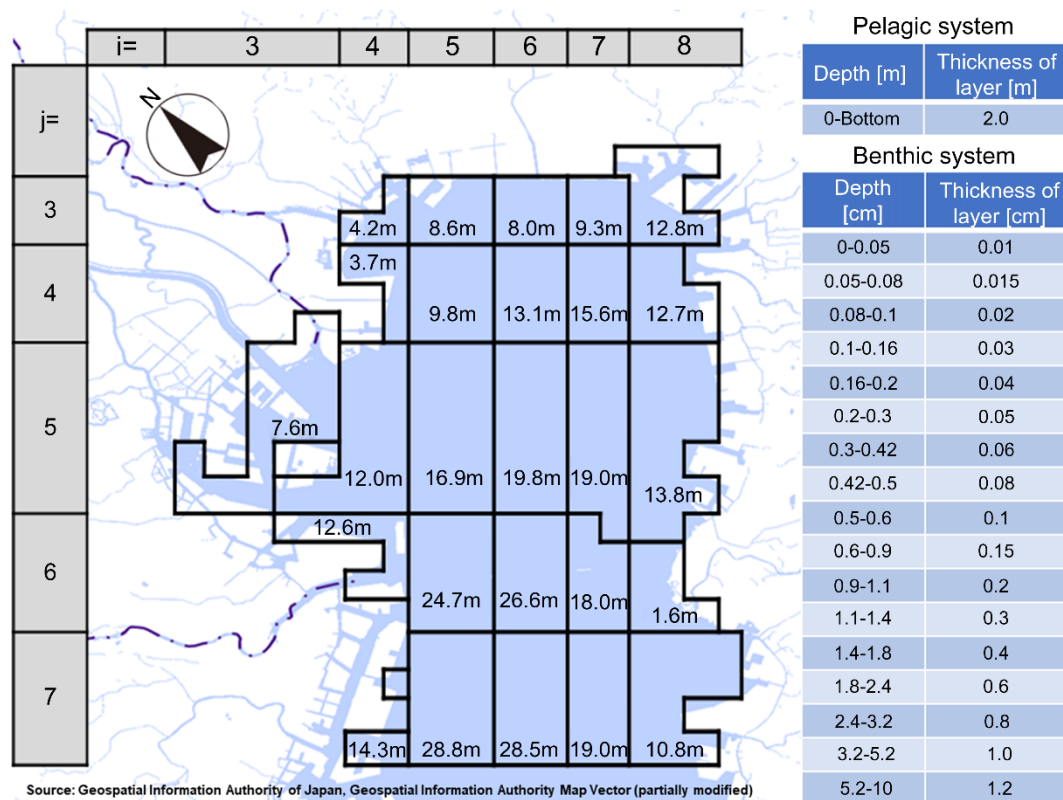 i= 3 4 5 6 7 8
j=
N
3 4.2m 8.6m 8.0m 9.3m 12.8m
4 3.7m
9.8m 13.1m 15.6m 12.7m
5 7.6m
12.0m 16.9m 19.8m 19.0m 13.8m
6 12.6m
24.7m 26.6m 18.0m 1.6m
7
14.3m 28.8m 28.5m 19.0m 10.8m
Source: Geospatial Information Authority of Japan, Geospatial Information Authority Map Vector (partially modified)
Pelagic system
Depth [m] Thickness of
layer [m]
0-Bottom 2.0
Benthic system
Depth Thickness of
[cm] layer [cm]
0-0.05 0.01
0.05-0.08 0.015
0.08-0.1 0.02
0.1-0.16 0.03
0.16-0.2 0.04
0.2-0.3 0.05
0.3-0.42 0.06
0.42-0.5 0.08
0.5-0.6 0.1
0.6-0.9 0.15
0.9-1.1 0.2
1.1-1.4 0.3
1.4-1.8 0.4
1.8-2.4 0.6
2.4-3.2 0.8
3.2-5.2 1.0
5.2-10 1.2